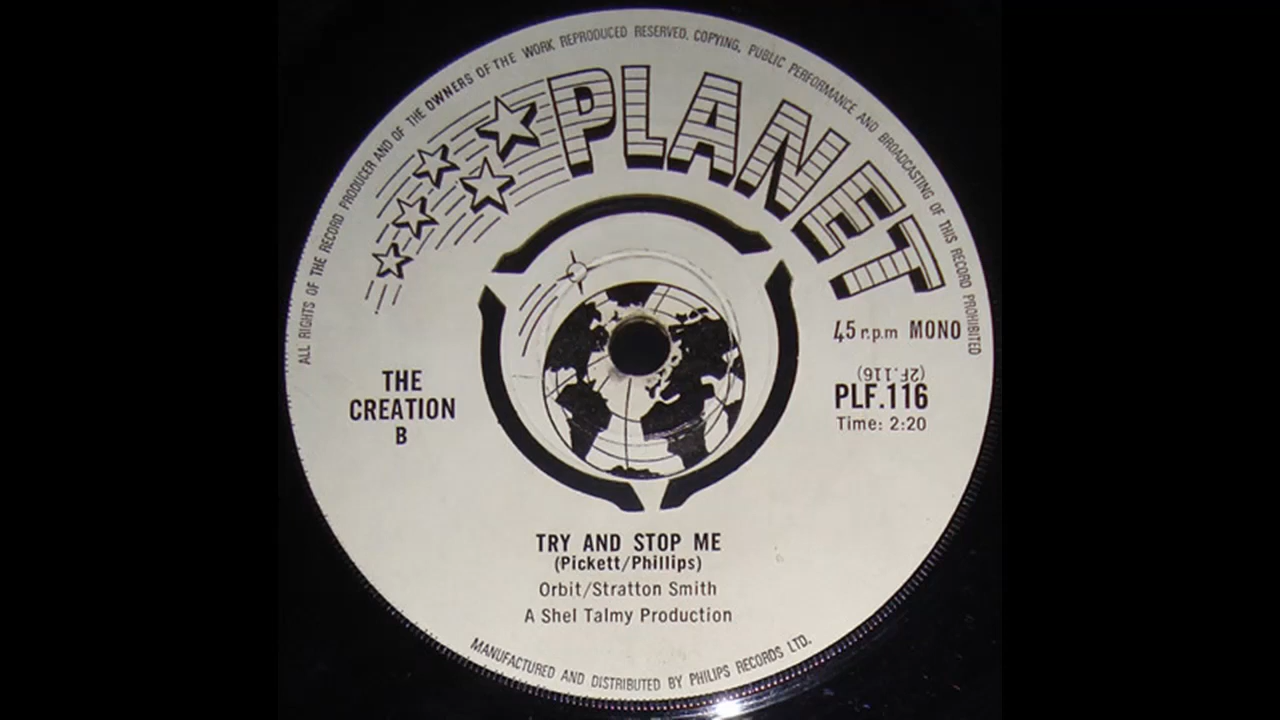 ALL RIGHTS OF THE RECORD PRODUCER AND OF THE OWNERS OF THE WORK REPRODUCED RESERVED. COPYING, PUBLIC PERFORMANCE AND BROADCASTING OF THIS RECORD PROHIBITED
PLANET
45 r.p.m MONO
(2F.116)
PLF.116
Time: 2:20
THE
CREATION
B
TRY AND STOP ME
(Pickett/Phillips)
Orbit/Stratton Smith
A Shel Talmy Production
MANUFACTURED AND DISTRIBUTED BY PHILIPS RECORDS LTD.